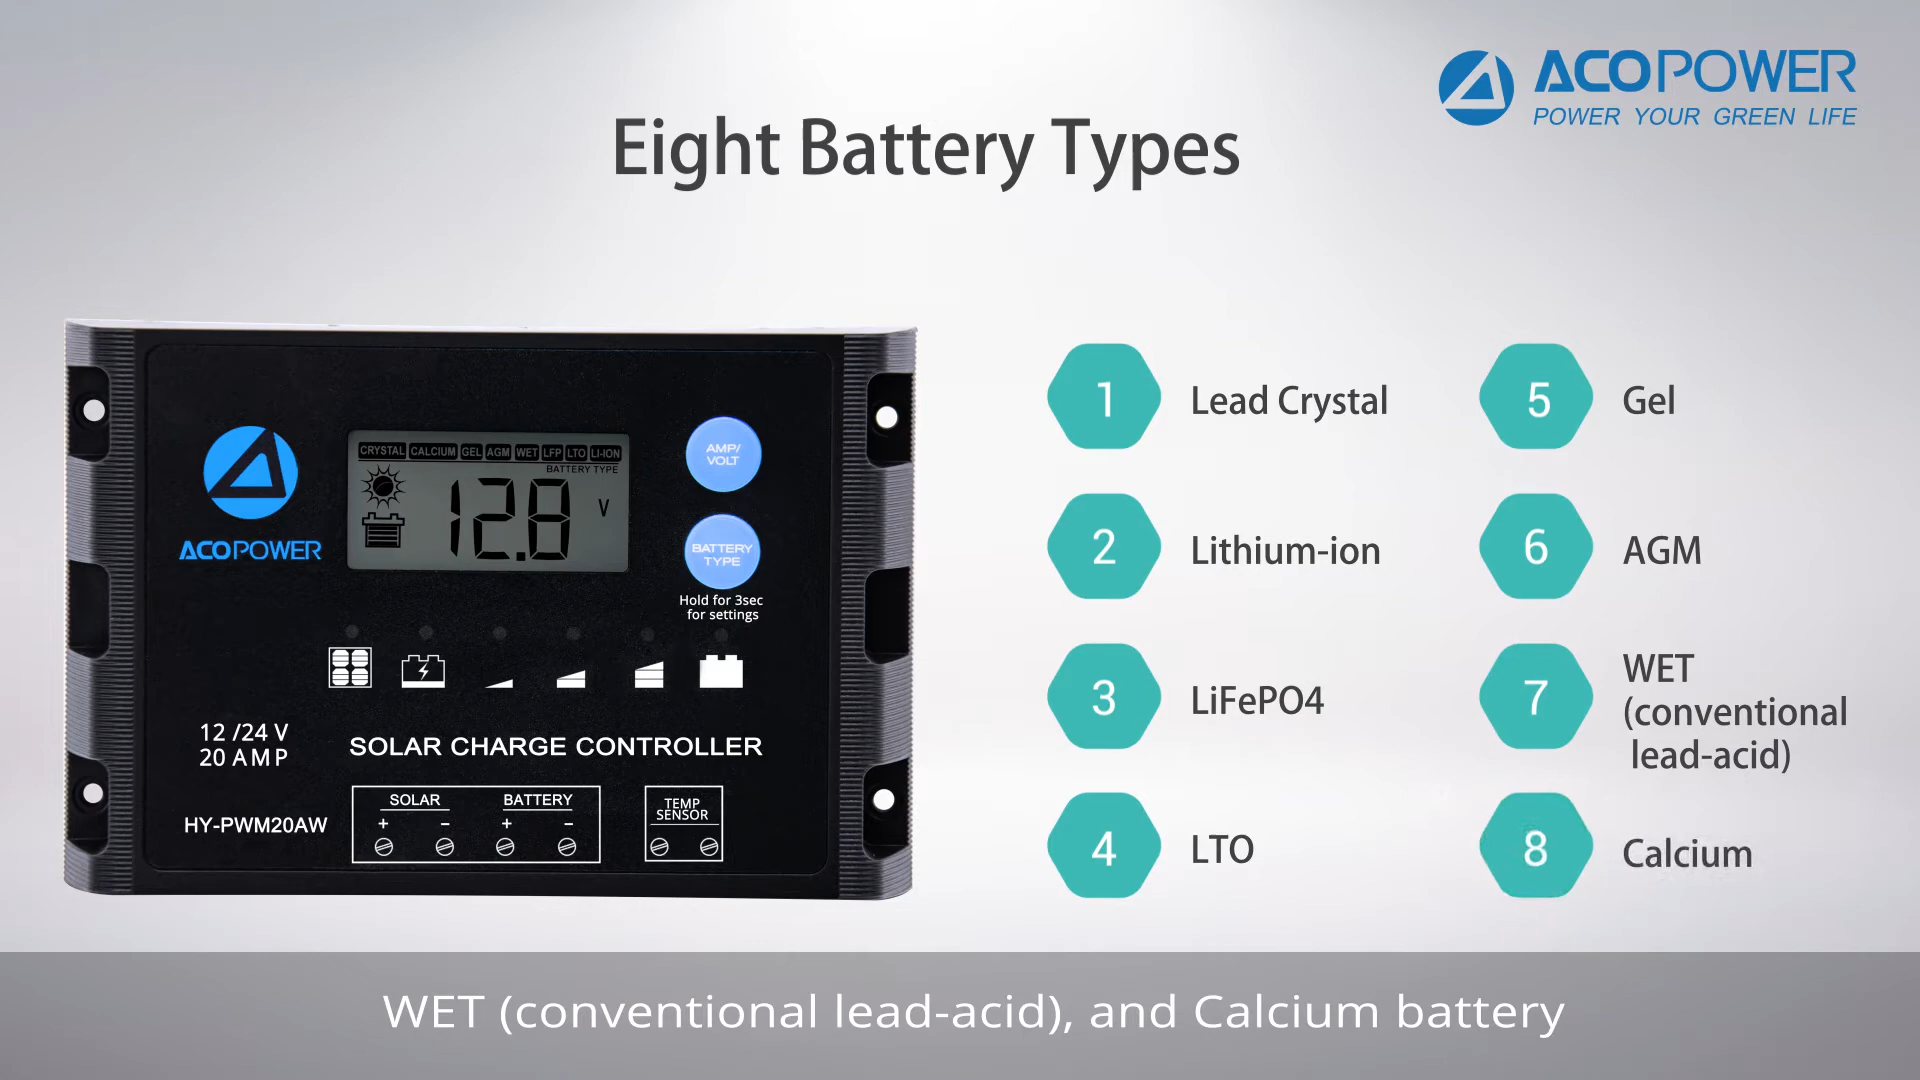 ACOPOWER
POWER YOUR GREEN LIFE
Eight Battery Types
CRYSTAL CALCIUM GEL AGM WET LFP LTO LI-ION
BATTERY TYPE
12.8 V
AMP/
VOLT
BATTERY
TYPE
Hold for 3sec
for settings
ACOPOWER
12 /24 V
20 AMP
SOLAR CHARGE CONTROLLER
HY-PWM20AW
SOLAR
+ −
BATTERY
+ −
TEMP
SENSOR
1 Lead Crystal
2 Lithium-ion
3 LiFePO4
4 LTO
5 Gel
6 AGM
7 WET
(conventional
lead-acid)
8 Calcium
WET (conventional lead-acid), and Calcium battery